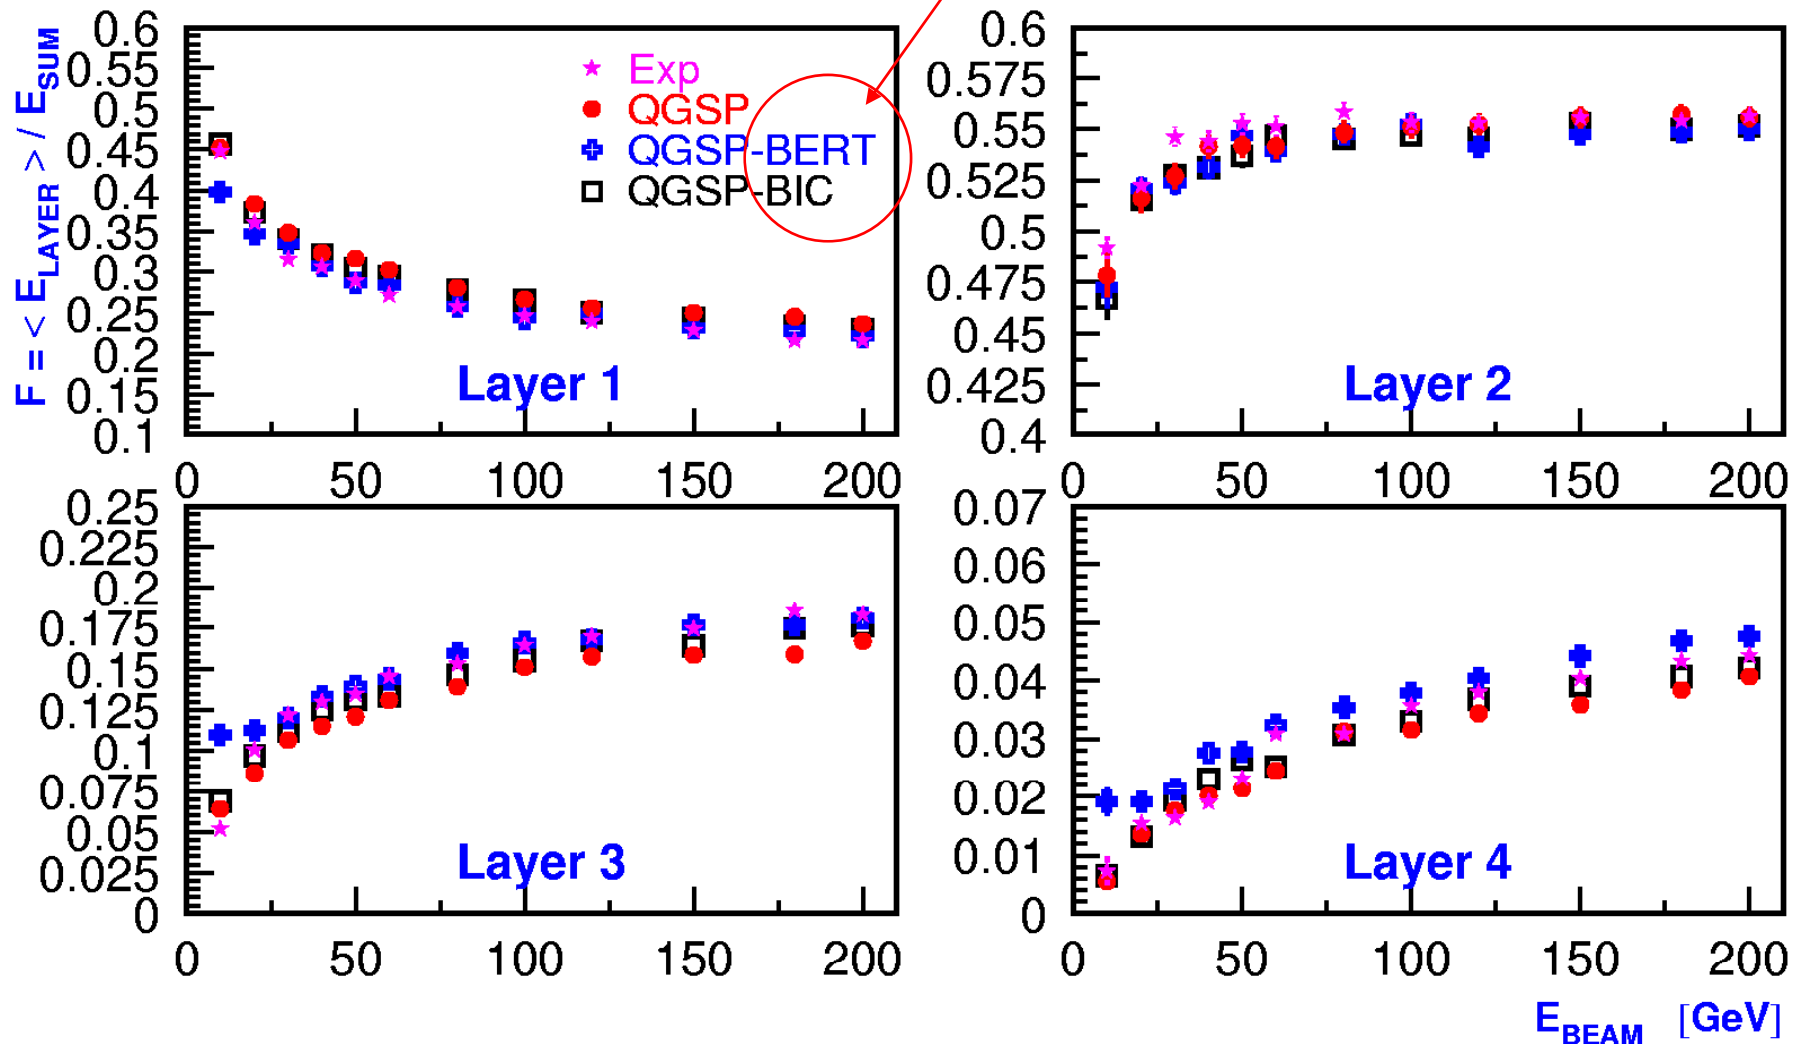 F = < E_LAYER > / E_SUM
0.6
0.55
0.5
0.45
0.4
0.35
0.3
0.25
0.2
0.15
0.1
Exp
QGSP
QGSP-BERT
QGSP-BIC
Layer 1
0 50 100 150 200
0.6
0.575
0.55
0.525
0.5
0.475
0.45
0.425
0.4
Layer 2
0 50 100 150 200
0.25
0.225
0.2
0.175
0.15
0.125
0.1
0.075
0.05
0.025
0
Layer 3
0 50 100 150 200
0.07
0.06
0.05
0.04
0.03
0.02
0.01
0
Layer 4
0 50 100 150 200
E_BEAM [GeV]